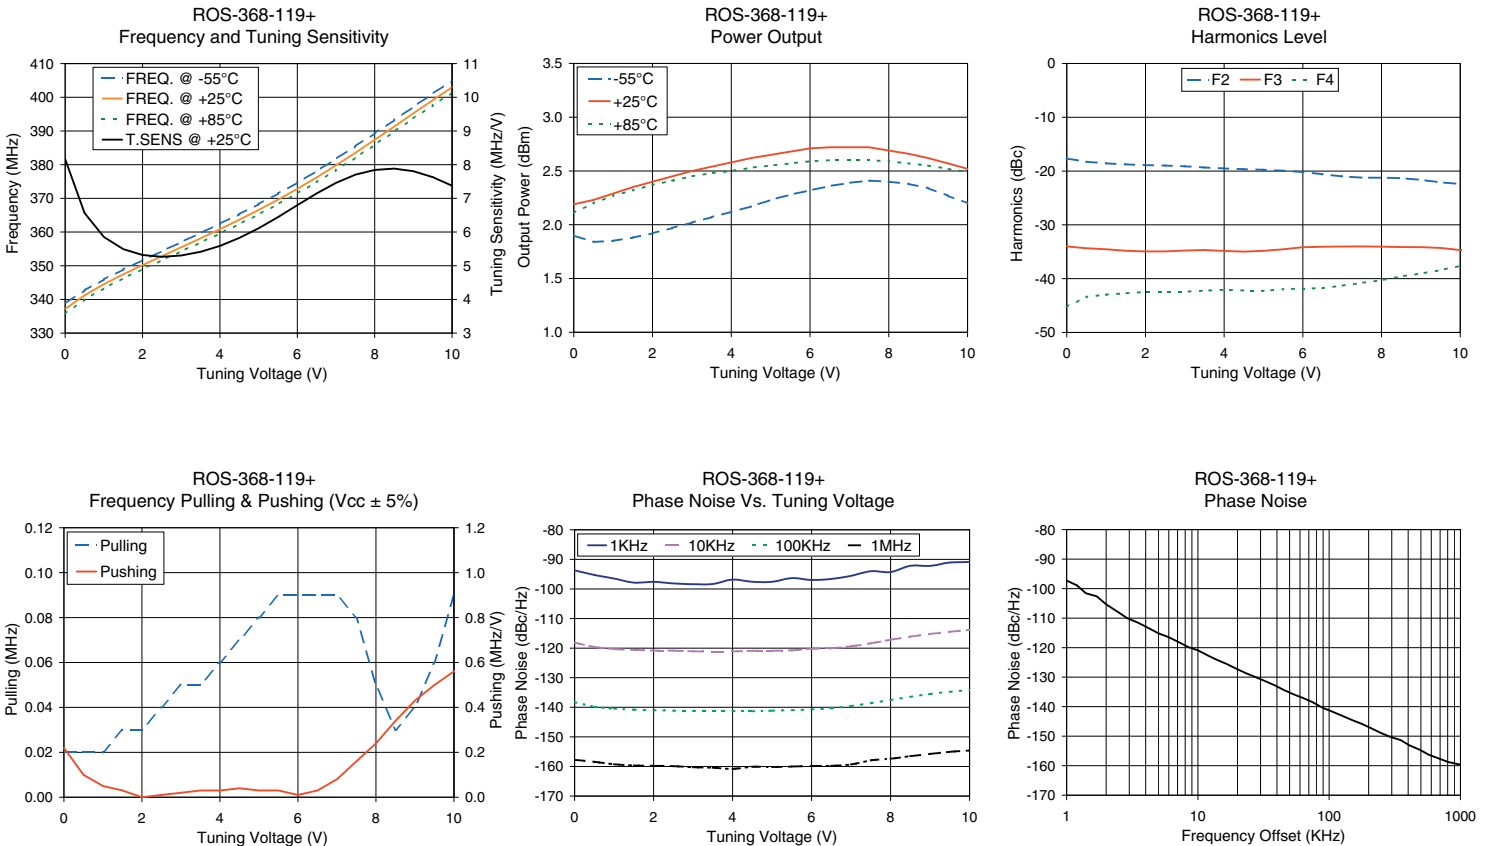 ROS-368-119+
Frequency and Tuning Sensitivity
410
400
390
380
370
360
350
340
330
11
10
9
8
7
6
5
4
3
0 2 4 6 8 10
Frequency (MHz)
Tuning Sensitivity (MHz/V)
Tuning Voltage (V)
FREQ. @ -55°C
FREQ. @ +25°C
FREQ. @ +85°C
T.SENS @ +25°C
ROS-368-119+
Power Output
3.5
3.0
2.5
2.0
1.5
1.0
0 2 4 6 8 10
Output Power (dBm)
Tuning Voltage (V)
-55°C
+25°C
+85°C
ROS-368-119+
Harmonics Level
0
-10
-20
-30
-40
-50
0 2 4 6 8 10
Harmonics (dBc)
Tuning Voltage (V)
F2 F3 F4
ROS-368-119+
Frequency Pulling & Pushing (Vcc ± 5%)
0.12
0.10
0.08
0.06
0.04
0.02
0.00
1.2
1.0
0.8
0.6
0.4
0.2
0.0
0 2 4 6 8 10
Pulling (MHz)
Pushing (MHz/V)
Tuning Voltage (V)
Pulling
Pushing
ROS-368-119+
Phase Noise Vs. Tuning Voltage
-80
-90
-100
-110
-120
-130
-140
-150
-160
-170
0 2 4 6 8 10
Phase Noise (dBc/Hz)
Tuning Voltage (V)
1KHz 10KHz 100KHz 1MHz
ROS-368-119+
Phase Noise
-80
-90
-100
-110
-120
-130
-140
-150
-160
-170
1 10 100 1000
Phase Noise (dBc/Hz)
Frequency Offset (KHz)